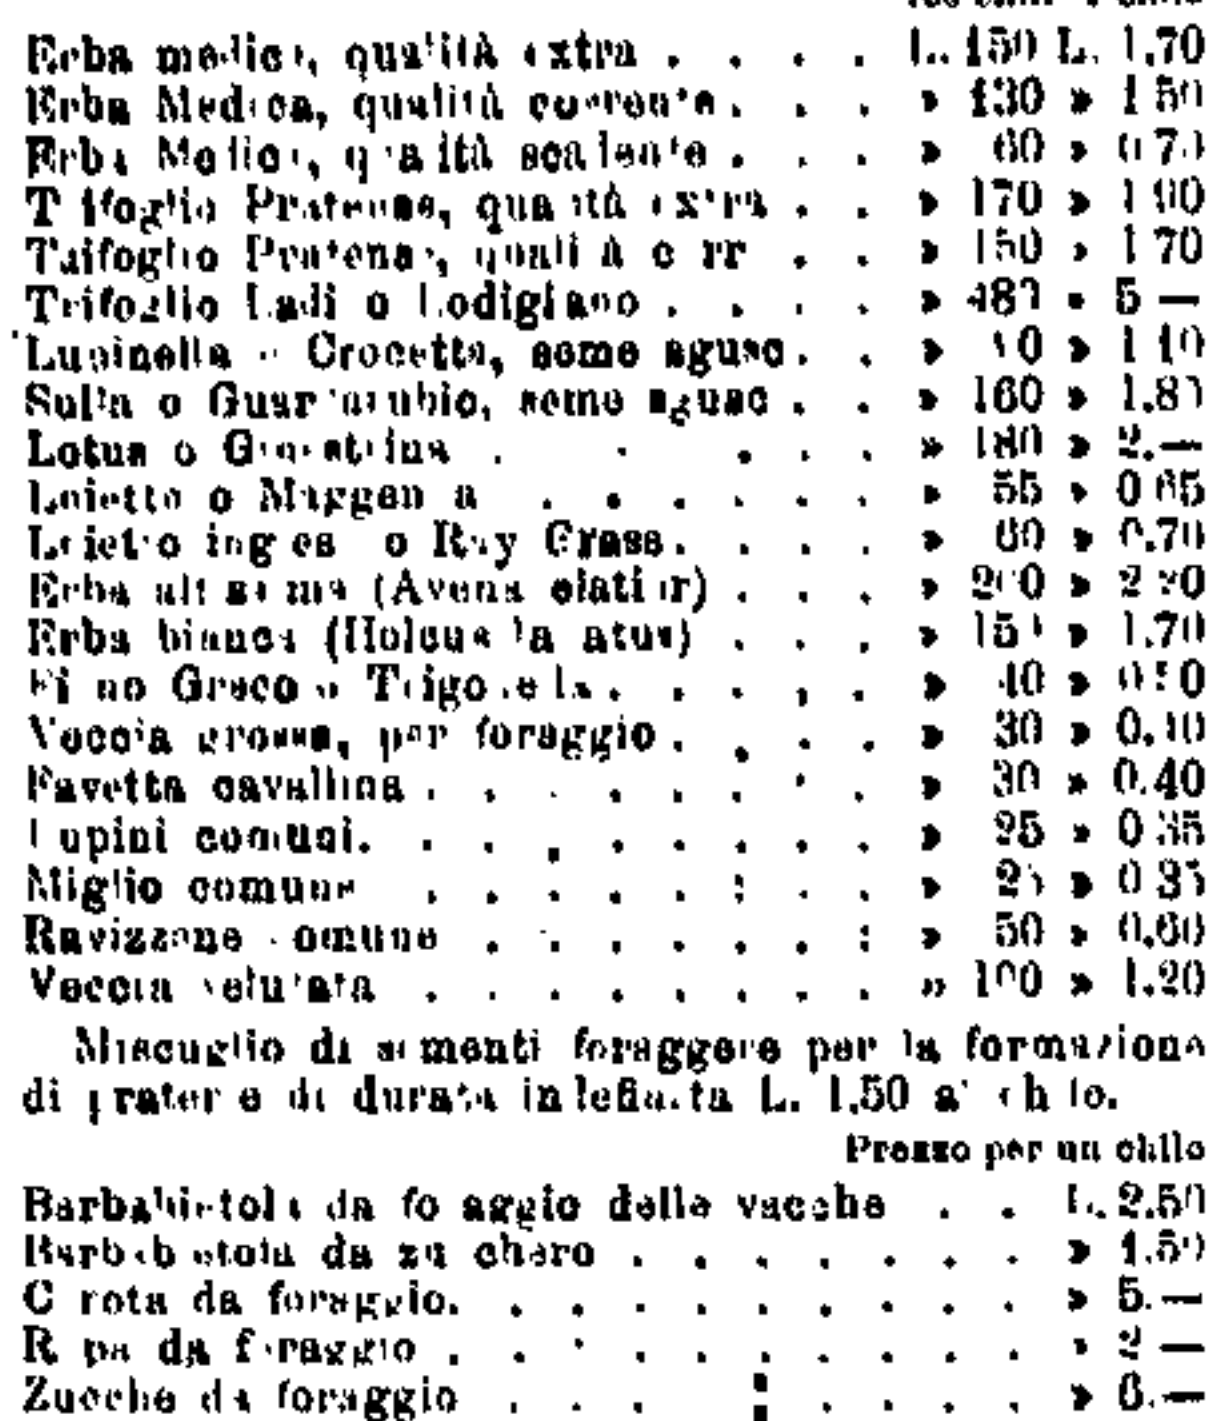 Erba medica, qualità extra . . . . L. 150 L. 1,70
Erba Medica, qualità corrente . . . » 130 » 1 50
Erba Medica, qualità scadente . . . » 60 » 0 70
Trifoglio Pratense, qualità extra . . » 170 » 1 90
Trifoglio Pratense, qualità corr . . » 150 » 1 70
Trifoglio Ladi o Lodigiano . . . . » 480 » 5 —
Lupinella o Crocetta, seme sgusc . . » » 1 10
Sulla o Guadarubio, seme sgusc . . » 160 » 1.80
Lotus o Ginestrina . . . . . » 180 » 2.—
Loietto o Maggenga . . . . . . » 55 » 0 65
Loietto inglese o Ray Grass . . . . » 60 » 0.70
Erba altissima (Avena elatior) . . . » 200 » 2 20
Erba bianca (Holcus lanatus) . . . » 150 » 1.70
Fieno Greco o Trigonella . . . . . » 40 » 0 50
Veccia grossa, per foraggio . . . . » 30 » 0.40
Favetta cavallina . . . . . . . . » 30 » 0.40
Lupini comuni. . . . . . . . . » 25 » 0 35
Miglio comune . . . . . . . . » 25 » 0 35
Ravizzone comune . . . . . . . » 50 » 0,60
Veccia vellutata . . . . . . . . » 100 » 1.20
Miscuglio di sementi foraggere per la formazione
di praterie di durata indefinita L. 1,50 al chilo.
Prezzo per un chilo
Barbabietola da foraggio delle vacche . . L. 2.50
Barbabietola da zucchero . . . . . . . » 1.50
Carota da foraggio. . . . . . . . . . » 5.—
Rapa da foraggio . . . . . . . . . . » 2 —
Zucche da foraggio . . . . . . . . » 6.—